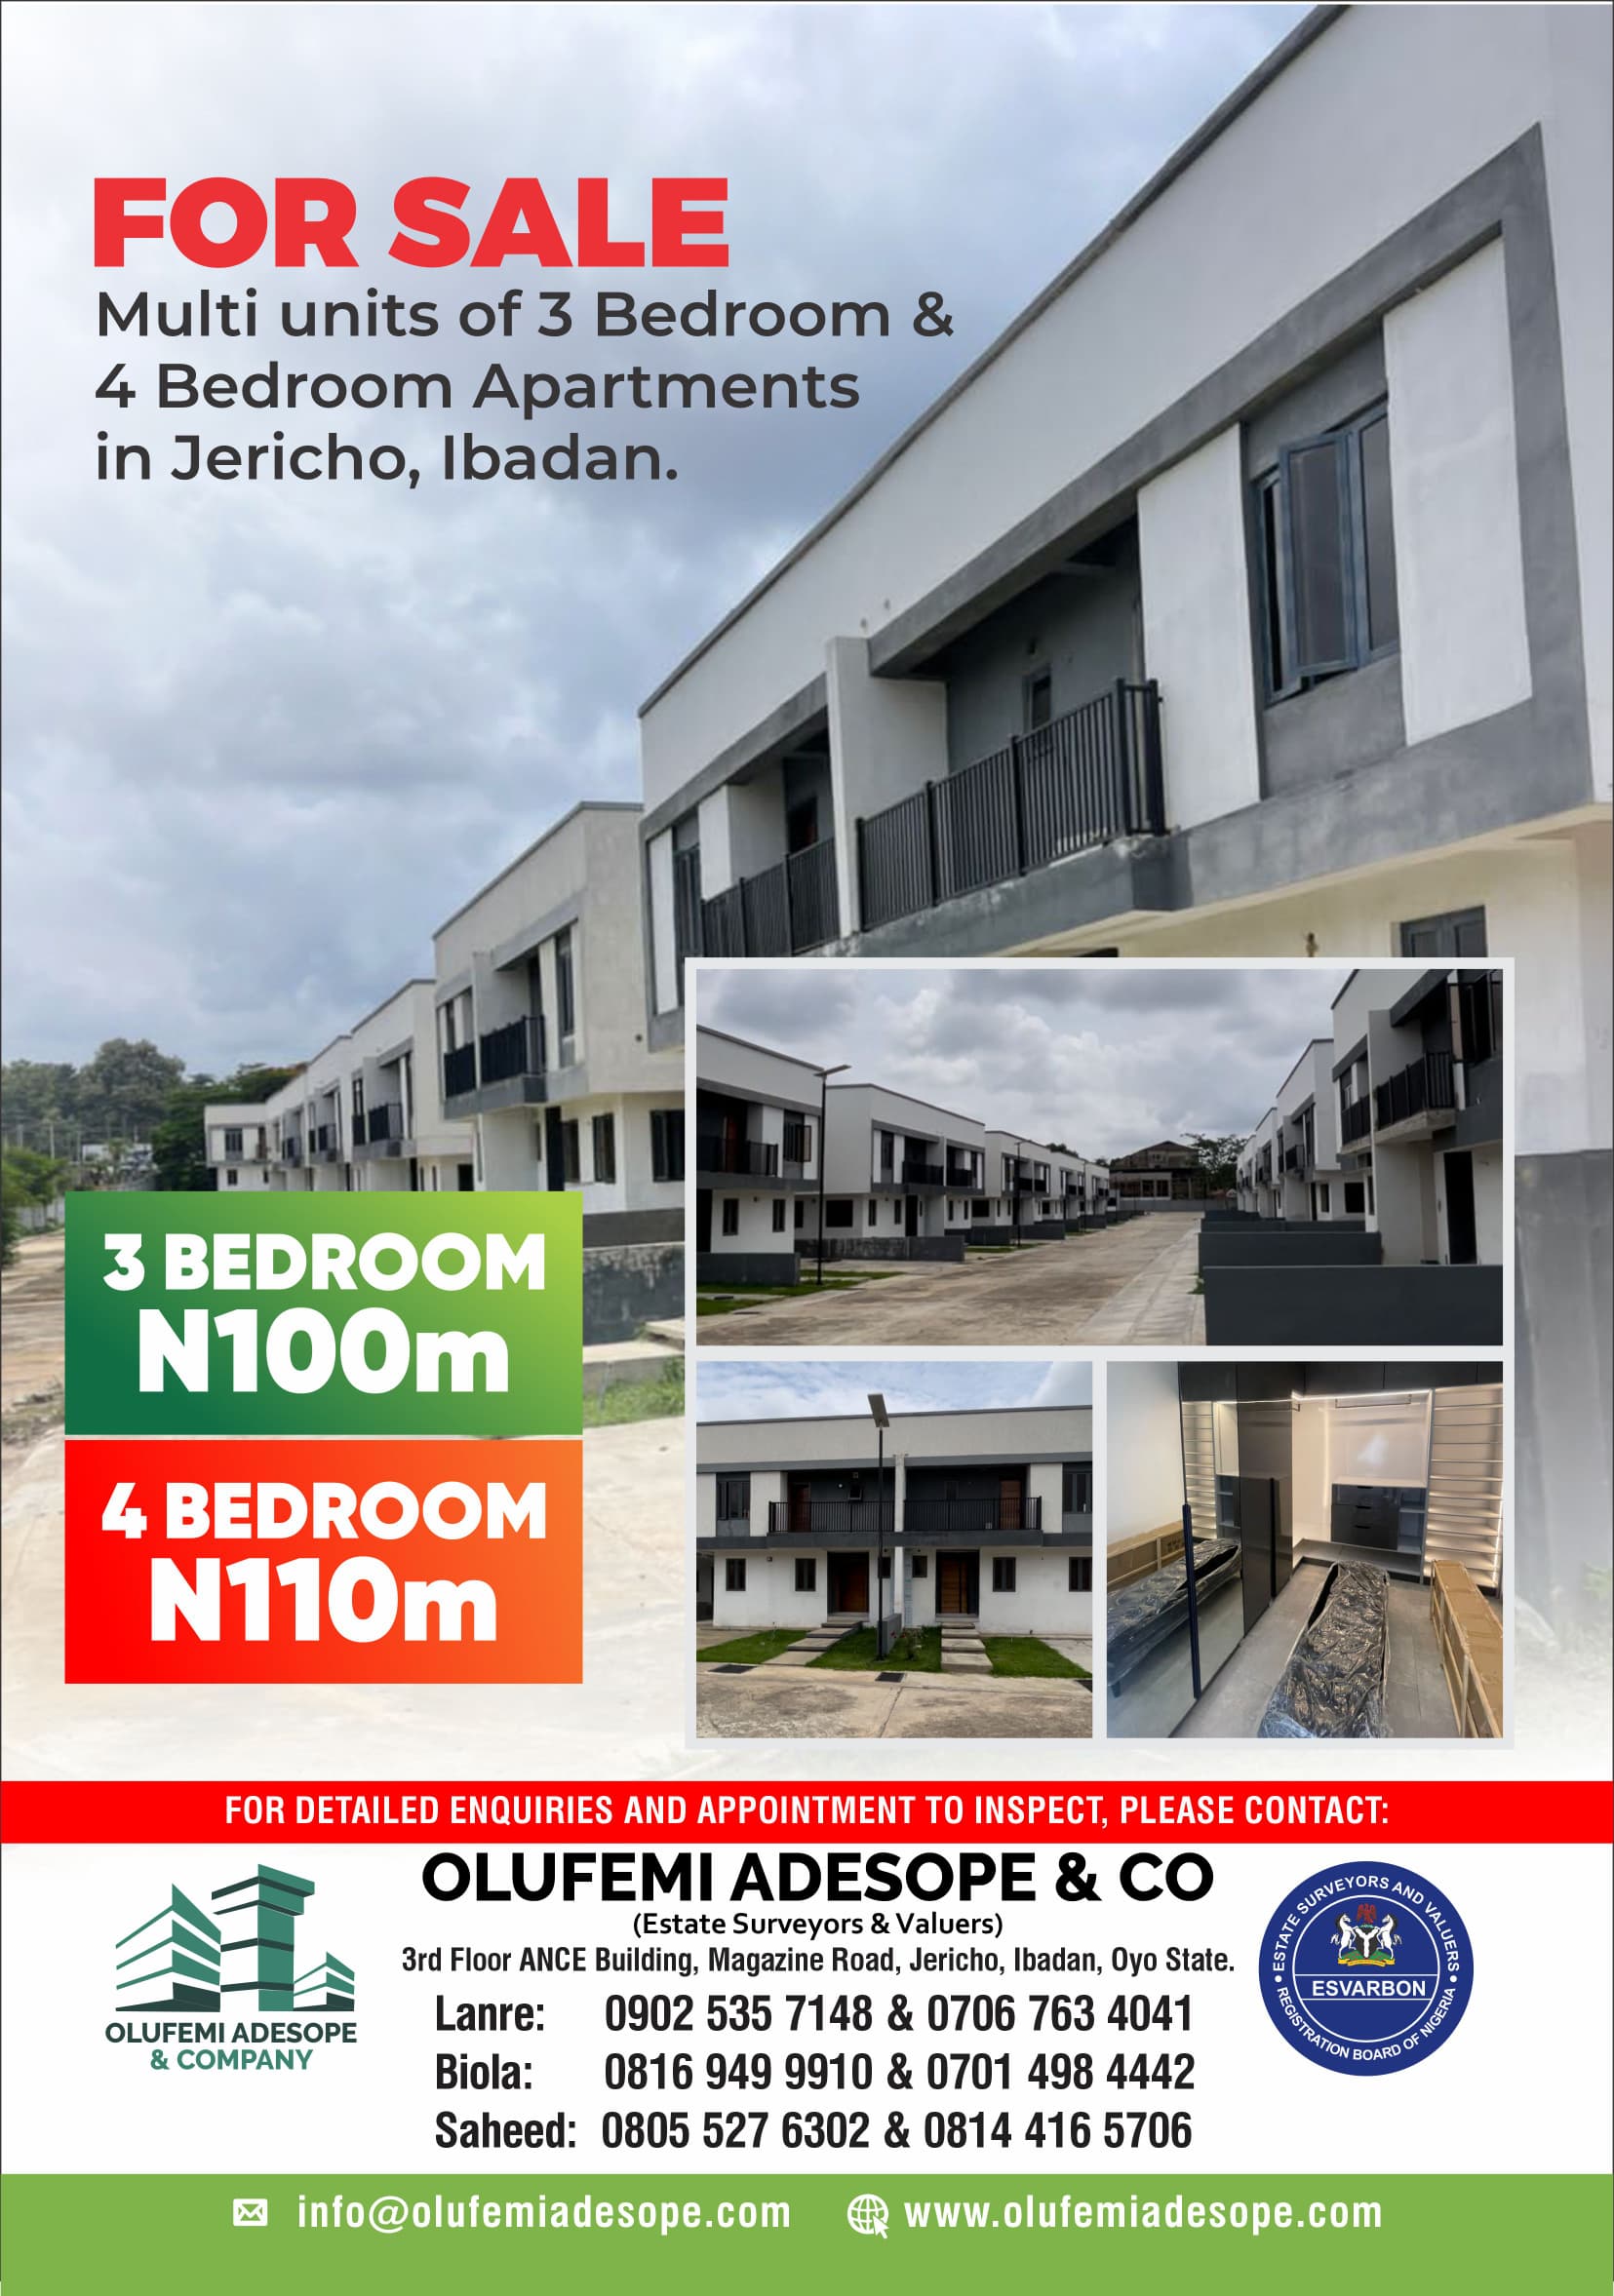 FOR SALE
Multi units of 3 Bedroom &
4 Bedroom Apartments
in Jericho, Ibadan.
3 BEDROOM
N100m
4 BEDROOM
N110m
FOR DETAILED ENQUIRIES AND APPOINTMENT TO INSPECT, PLEASE CONTACT:
OLUFEMI ADESOPE
& COMPANY
OLUFEMI ADESOPE & CO
(Estate Surveyors & Valuers)
3rd Floor ANCE Building, Magazine Road, Jericho, Ibadan, Oyo State.
Lanre: 0902 535 7148 & 0706 763 4041
Biola: 0816 949 9910 & 0701 498 4442
Saheed: 0805 527 6302 & 0814 416 5706
ESTATE SURVEYORS AND VALUERS
ESVARBON
REGISTRATION BOARD OF NIGERIA
info@olufemiadesope.com
www.olufemiadesope.com